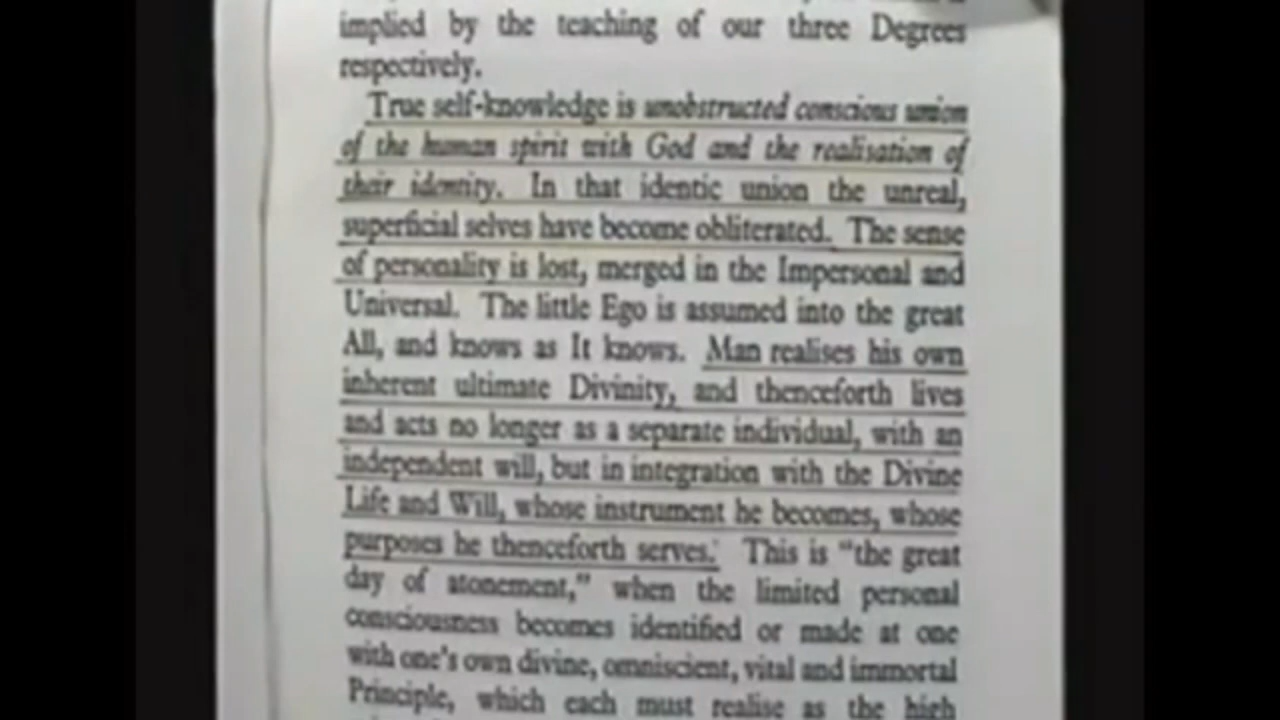 implied by the teaching of our three Degrees
respectively.
True self-knowledge is unobstructed conscious union
of the human spirit with God and the realisation of
their identity. In that identic union the unreal,
superficial selves have become obliterated. The sense
of personality is lost, merged in the Impersonal and
Universal. The little Ego is assumed into the great
All, and knows as It knows. Man realises his own
inherent ultimate Divinity, and thenceforth lives
and acts no longer as a separate individual, with an
independent will, but in integration with the Divine
Life and Will, whose instrument he becomes, whose
purposes he thenceforth serves. This is “the great
day of atonement,” when the limited personal
consciousness becomes identified or made at one
with one's own divine, omniscient, vital and immortal
Principle, which each must realise as the high